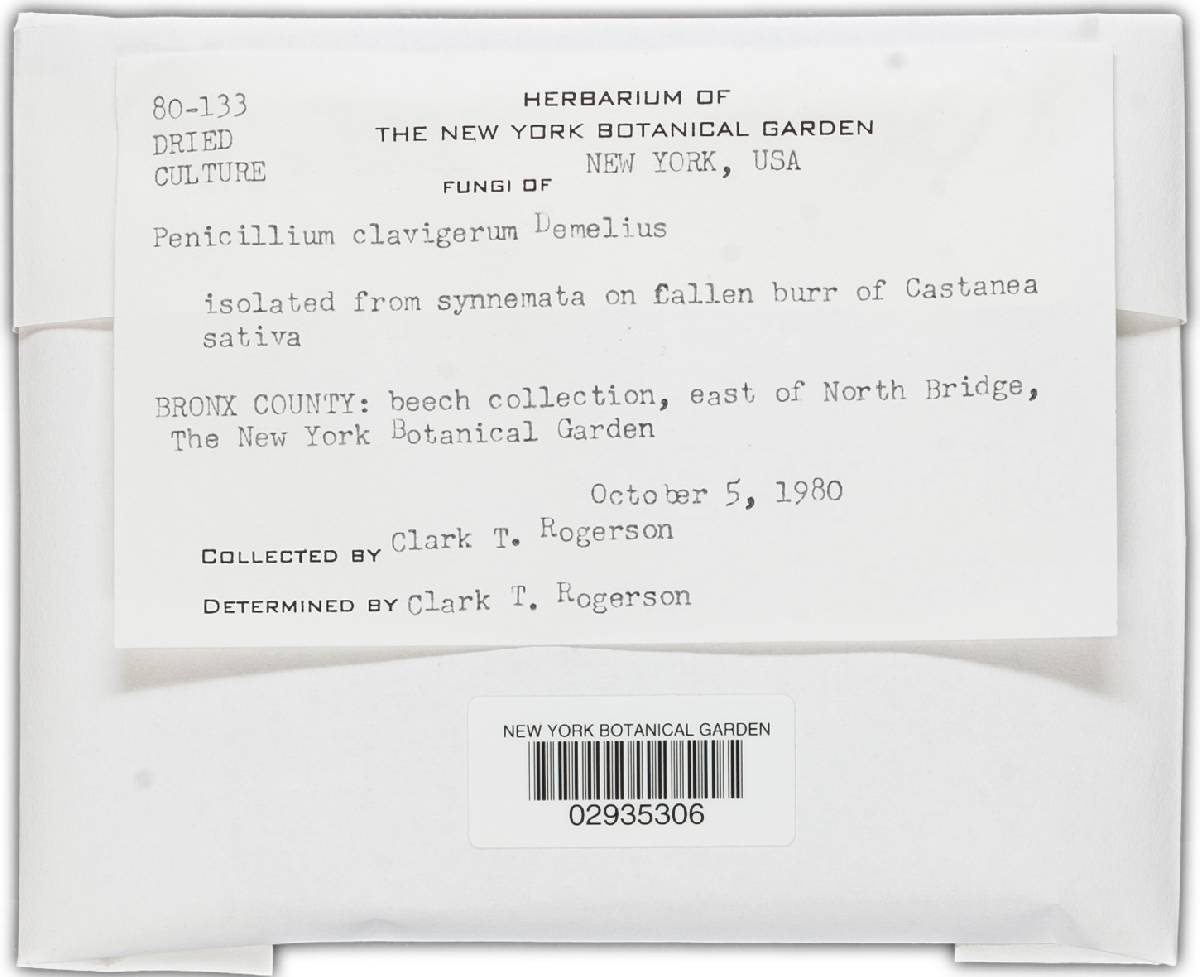 80-133
DRIED
CULTURE
HERBARIUM OF
THE NEW YORK BOTANICAL GARDEN
NEW YORK, USA
FUNGI OF
Penicillium clavigerum Demelius
isolated from synnemata on fallen burr of Castanea
sativa
BRONX COUNTY: beech collection, east of North Bridge,
The New York Botanical Garden
October 5, 1980
COLLECTED BY Clark T. Rogerson
DETERMINED BY Clark T. Rogerson
NEW YORK BOTANICAL GARDEN
02935306